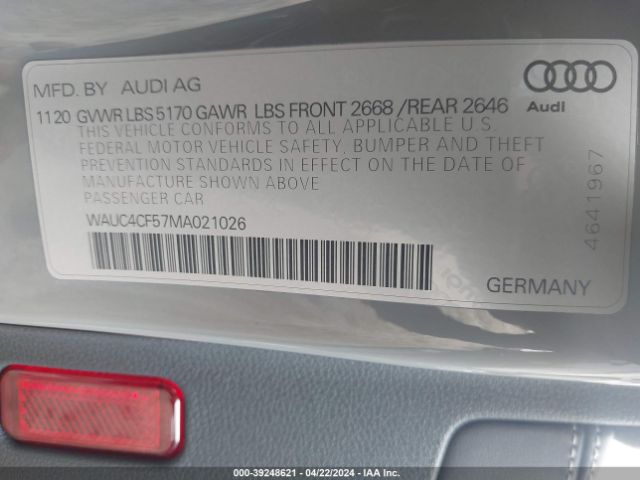 MFD. BY AUDI AG
1120 GVWR LBS 5170 GAWR LBS FRONT 2668 /REAR 2646
THIS VEHICLE CONFORMS TO ALL APPLICABLE U.S.
FEDERAL MOTOR VEHICLE SAFETY, BUMPER AND THEFT
PREVENTION STANDARDS IN EFFECT ON THE DATE OF
MANUFACTURE SHOWN ABOVE
PASSENGER CAR
WAUC4CF57MA021026
Audi
4641967
GERMANY
000-39248621 - 04/22/2024 - IAA Inc.